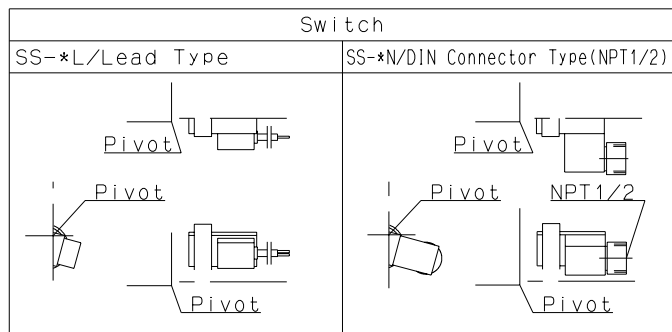 Switch
SS-*L/Lead Type
SS-*N/DIN Connector Type(NPT1/2)
Pivot
Pivot
Pivot
Pivot
NPT1/2
Pivot
Pivot